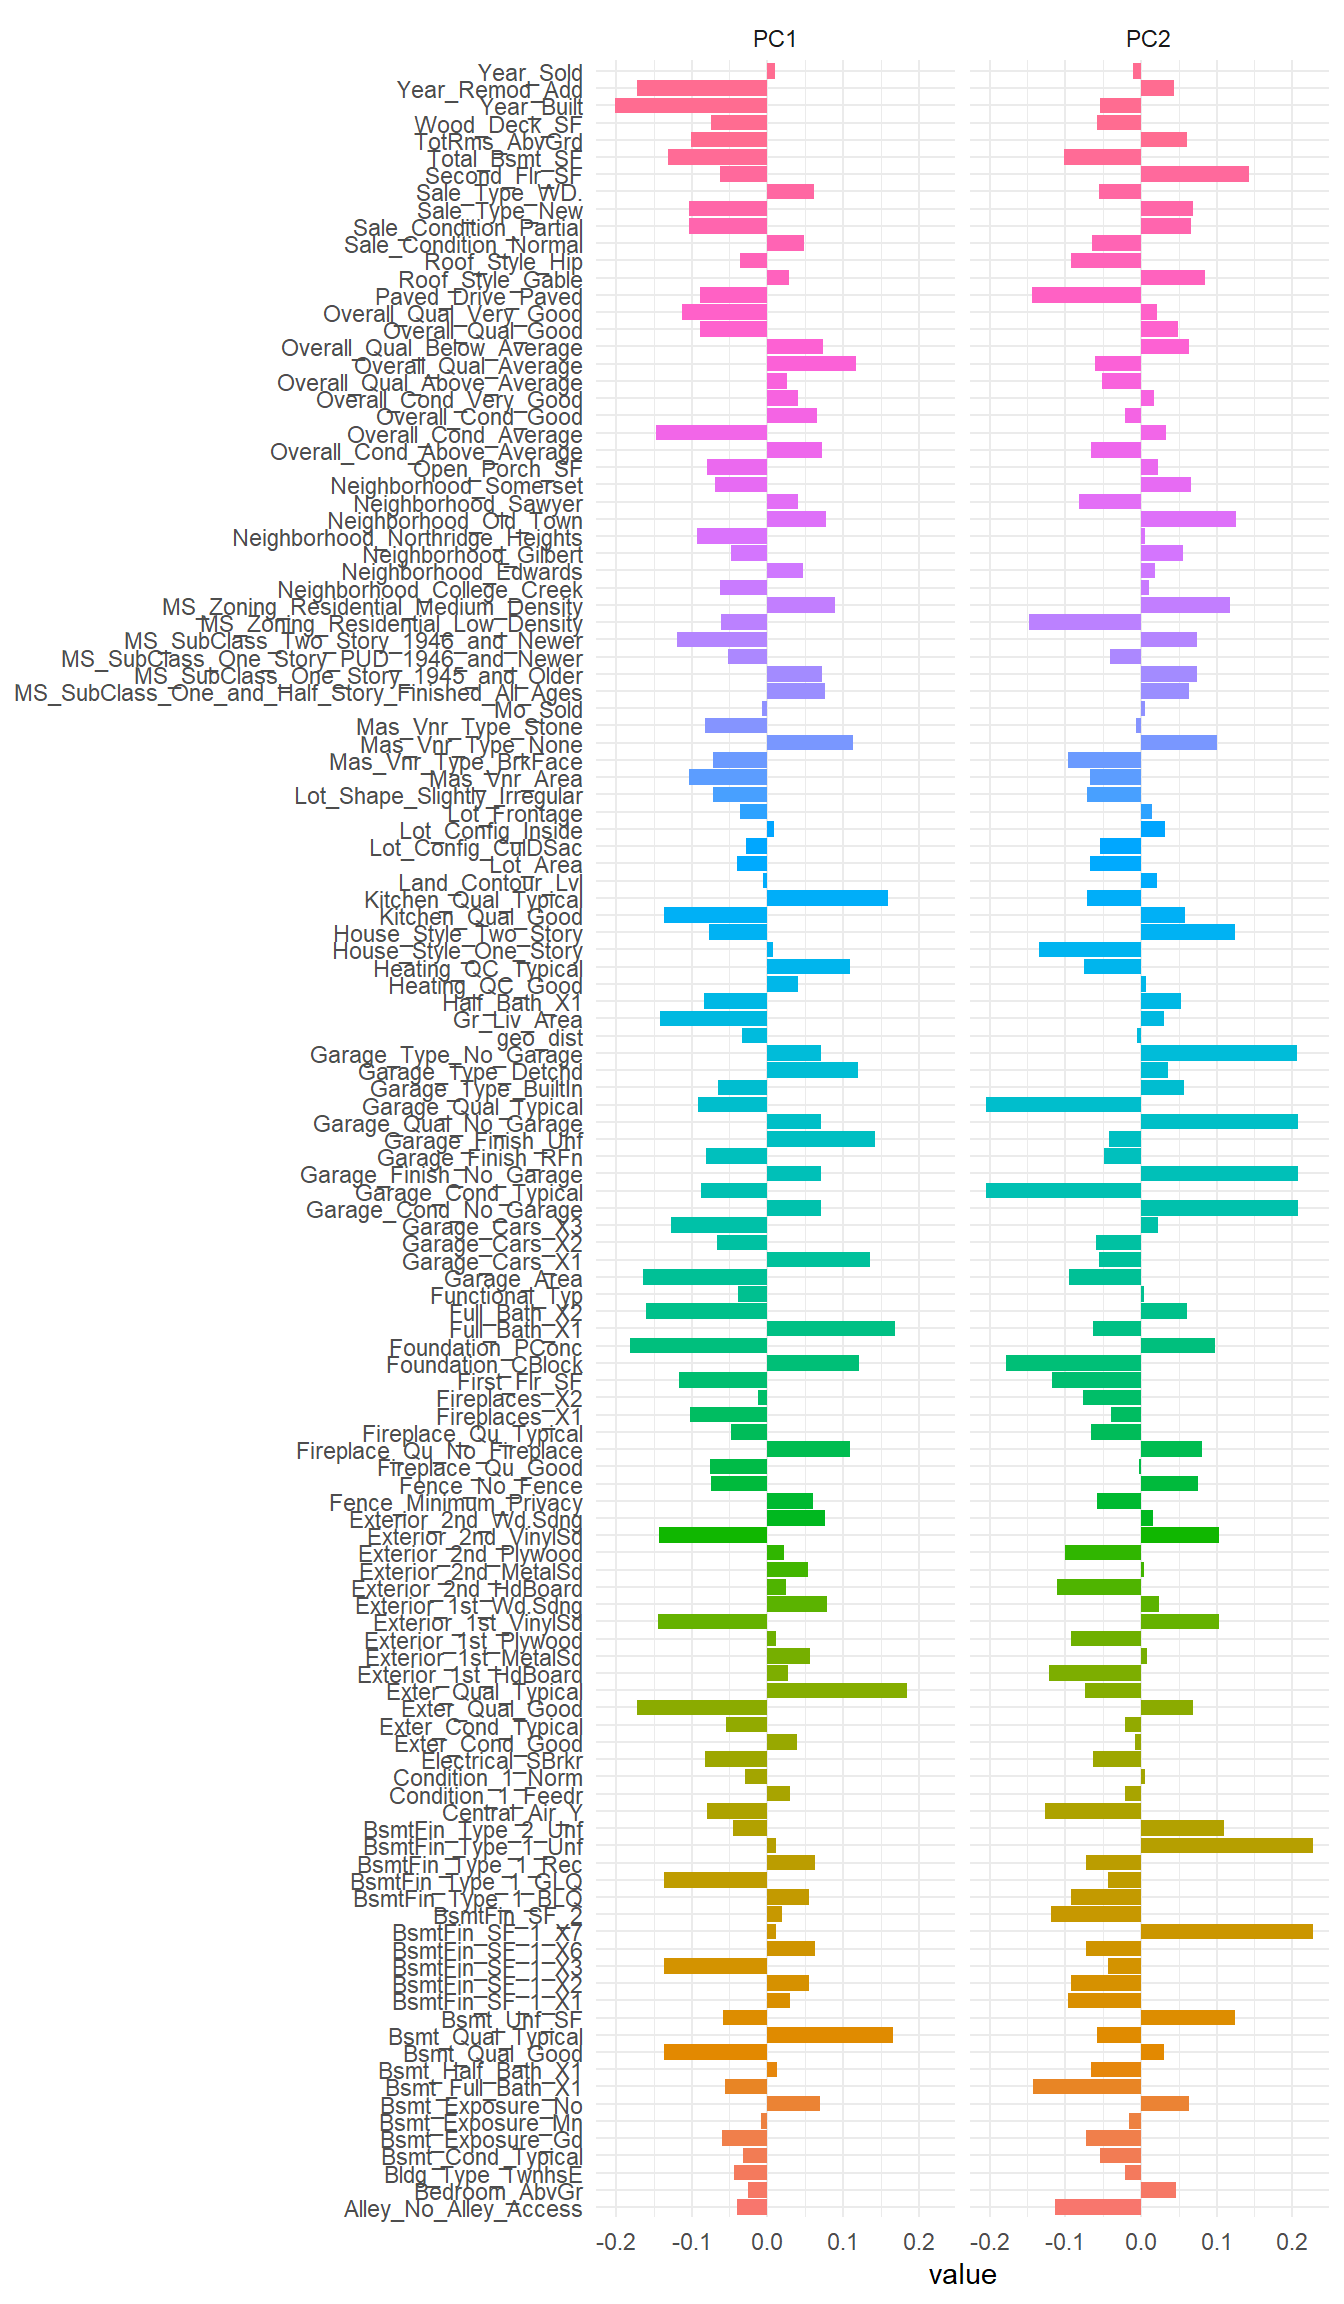 PC1
PC2
Year_Sold
Year_Remod_Add
Year_Built
Wood_Deck_SF
TotRms_AbvGrd
Total_Bsmt_SF
Second_Flr_SF
Sale_Type_WD.
Sale_Type_New
Sale_Condition_Partial
Sale_Condition_Normal
Roof_Style_Hip
Roof_Style_Gable
Paved_Drive_Paved
Overall_Qual_Very_Good
Overall_Qual_Good
Overall_Qual_Below_Average
Overall_Qual_Average
Overall_Qual_Above_Average
Overall_Cond_Very_Good
Overall_Cond_Good
Overall_Cond_Average
Overall_Cond_Above_Average
Open_Porch_SF
Neighborhood_Somerset
Neighborhood_Sawyer
Neighborhood_Old_Town
Neighborhood_Northridge_Heights
Neighborhood_Gilbert
Neighborhood_Edwards
Neighborhood_College_Creek
MS_Zoning_Residential_Medium_Density
MS_Zoning_Residential_Low_Density
MS_SubClass_Two_Story_1946_and_Newer
MS_SubClass_One_Story_PUD_1946_and_Newer
MS_SubClass_One_Story_1945_and_Older
MS_SubClass_One_and_Half_Story_Finished_All_Ages
Mo_Sold
Mas_Vnr_Type_Stone
Mas_Vnr_Type_None
Mas_Vnr_Type_BrkFace
Mas_Vnr_Area
Lot_Shape_Slightly_Irregular
Lot_Frontage
Lot_Config_Inside
Lot_Config_CulDSac
Lot_Area
Land_Contour_Lvl
Kitchen_Qual_Typical
Kitchen_Qual_Good
House_Style_Two_Story
House_Style_One_Story
Heating_QC_Typical
Heating_QC_Good
Half_Bath_X1
Gr_Liv_Area
geo_dist
Garage_Type_No_Garage
Garage_Type_Detchd
Garage_Type_BuiltIn
Garage_Qual_Typical
Garage_Qual_No_Garage
Garage_Finish_Unf
Garage_Finish_RFn
Garage_Finish_No_Garage
Garage_Cond_Typical
Garage_Cond_No_Garage
Garage_Cars_X3
Garage_Cars_X2
Garage_Cars_X1
Garage_Area
Functional_Typ
Full_Bath_X2
Full_Bath_X1
Foundation_PConc
Foundation_CBlock
First_Flr_SF
Fireplaces_X2
Fireplaces_X1
Fireplace_Qu_Typical
Fireplace_Qu_No_Fireplace
Fireplace_Qu_Good
Fence_No_Fence
Fence_Minimum_Privacy
Exterior_2nd_Wd.Sdng
Exterior_2nd_VinylSd
Exterior_2nd_Plywood
Exterior_2nd_MetalSd
Exterior_2nd_HdBoard
Exterior_1st_Wd.Sdng
Exterior_1st_VinylSd
Exterior_1st_Plywood
Exterior_1st_MetalSd
Exterior_1st_HdBoard
Exter_Qual_Typical
Exter_Qual_Good
Exter_Cond_Typical
Exter_Cond_Good
Electrical_SBrkr
Condition_1_Norm
Condition_1_Feedr
Central_Air_Y
BsmtFin_Type_2_Unf
BsmtFin_Type_1_Unf
BsmtFin_Type_1_Rec
BsmtFin_Type_1_GLQ
BsmtFin_Type_1_BLQ
BsmtFin_SF_2
BsmtFin_SF_1_X7
BsmtFin_SF_1_X6
BsmtFin_SF_1_X3
BsmtFin_SF_1_X2
BsmtFin_SF_1_X1
Bsmt_Unf_SF
Bsmt_Qual_Typical
Bsmt_Qual_Good
Bsmt_Half_Bath_X1
Bsmt_Full_Bath_X1
Bsmt_Exposure_No
Bsmt_Exposure_Mn
Bsmt_Exposure_Gd
Bsmt_Cond_Typical
Bldg_Type_TwnhsE
Bedroom_AbvGr
Alley_No_Alley_Access
-0.2 -0.1 0.0 0.1 0.2
-0.2 -0.1 0.0 0.1 0.2
value